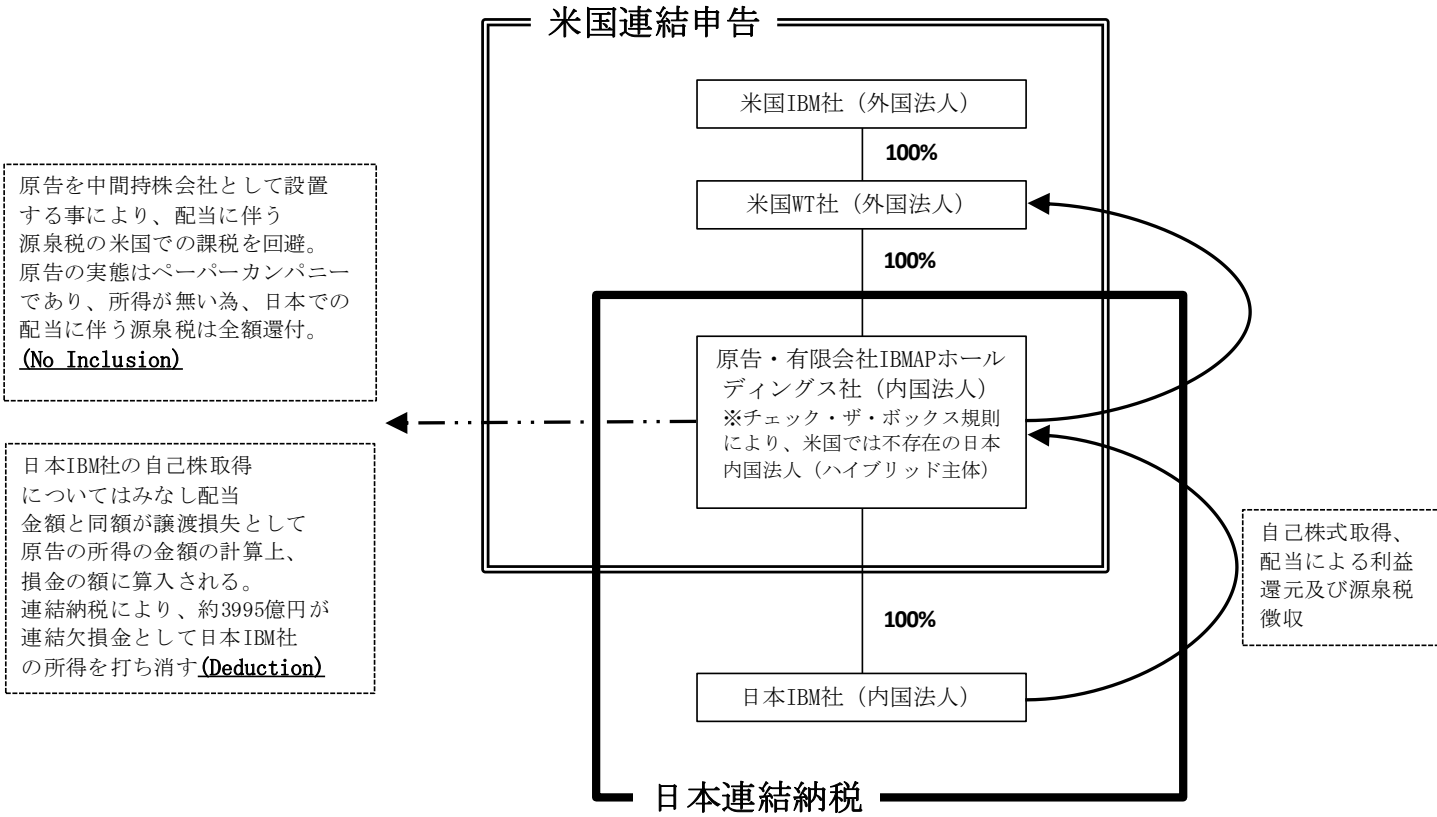 米国連結申告
米国IBM社（外国法人）
100%
米国WT社（外国法人）
100%
原告を中間持株会社として設置
する事により、配当に伴う
源泉税の米国での課税を回避。
原告の実態はペーパーカンパニー
であり、所得が無い為、日本での
配当に伴う源泉税は全額還付。
(No Inclusion)
原告・有限会社IBMAPホール
ディングス社（内国法人）
※チェック・ザ・ボックス規則
により、米国では不存在の日本
内国法人（ハイブリッド主体）
日本IBM社の自己株取得
についてはみなし配当
金額と同額が譲渡損失として
原告の所得の金額の計算上、
損金の額に算入される。
連結納税により、約3995億円が
連結欠損金として日本IBM社
の所得を打ち消す(Deduction)
自己株式取得、
配当による利益
還元及び源泉税
徴収
100%
日本IBM社（内国法人）
日本連結納税